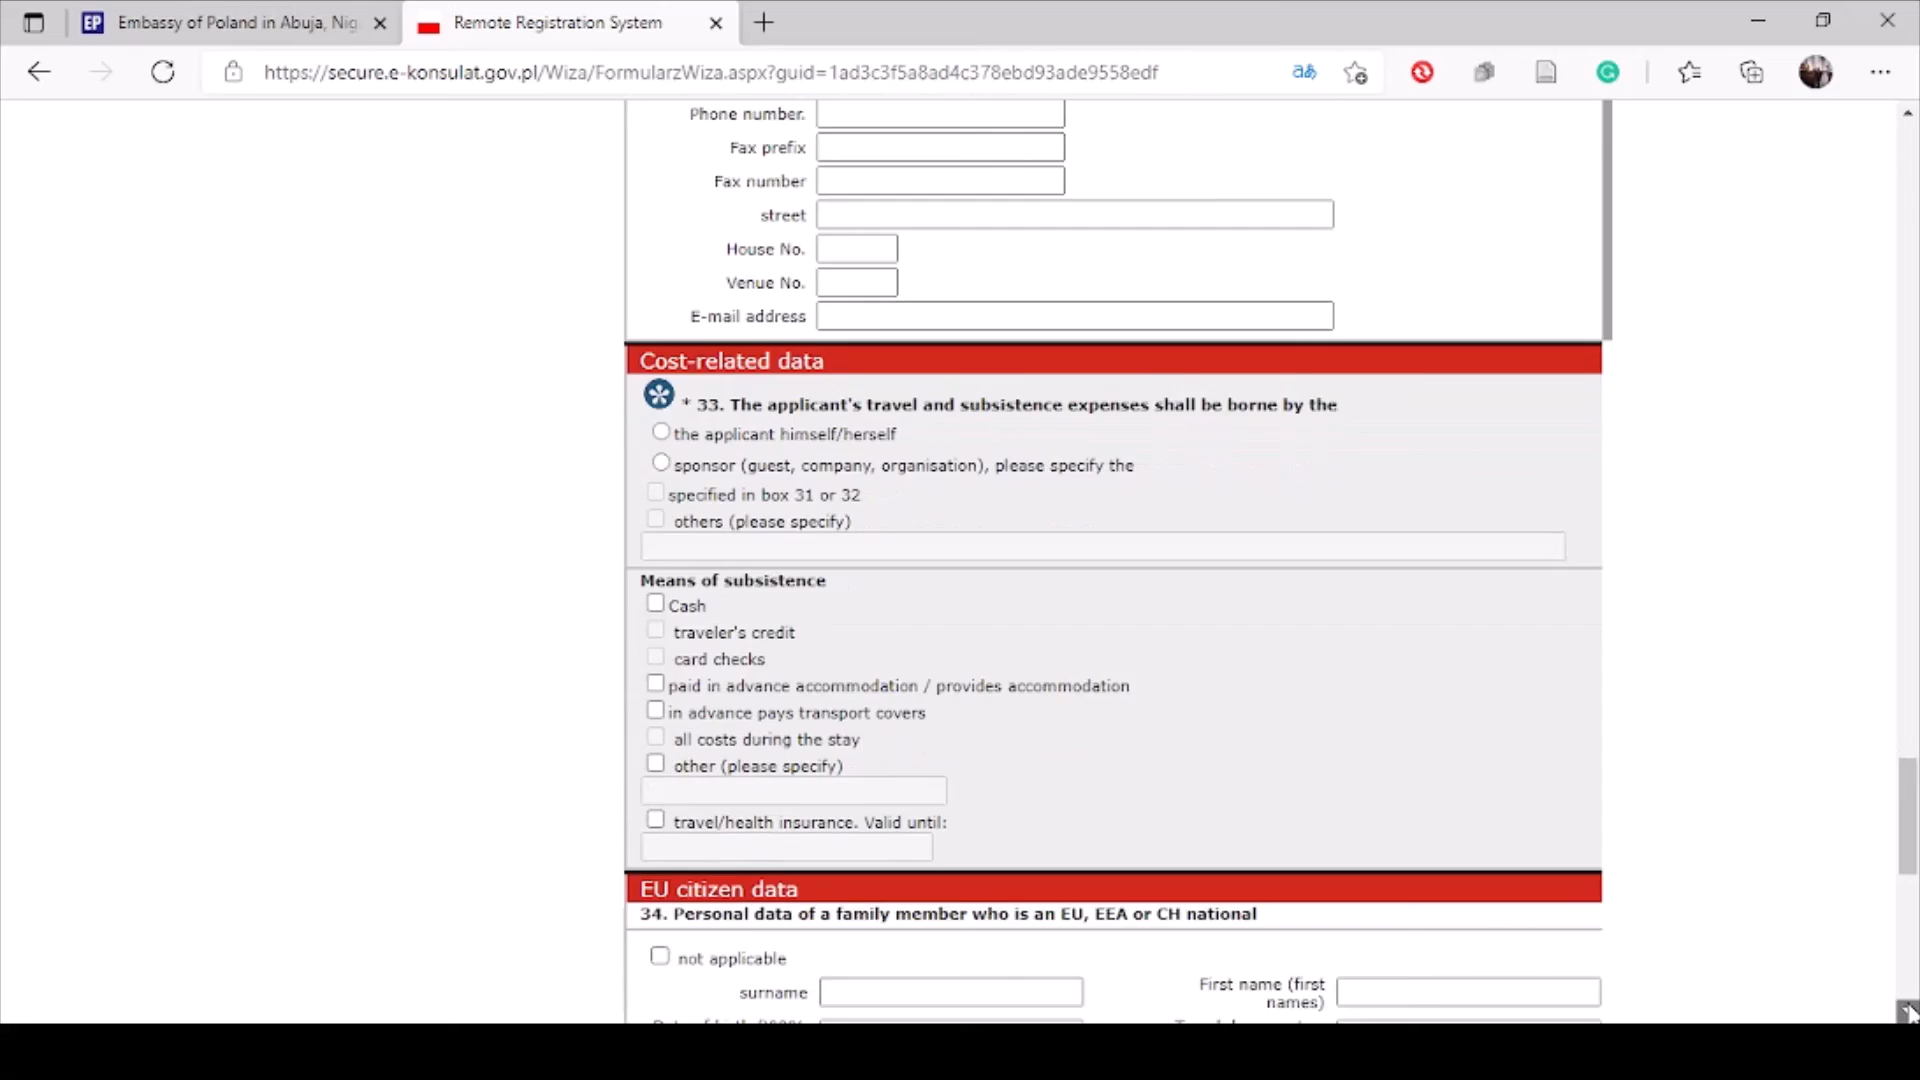 Embassy of Poland in Abuja, Nig
Remote Registration System
https://secure.e-konsulat.gov.pl/Wiza/FormularzWiza.aspx?guid=1ad3c3f5a8ad4c378ebd93ade9558edf
Phone number.
Fax prefix
Fax number
street
House No.
Venue No.
E-mail address
Cost-related data
* 33. The applicant's travel and subsistence expenses shall be borne by the
the applicant himself/herself
sponsor (guest, company, organisation), please specify the
specified in box 31 or 32
others (please specify)
Means of subsistence
Cash
traveler's credit
card checks
paid in advance accommodation / provides accommodation
in advance pays transport covers
all costs during the stay
other (please specify)
travel/health insurance. Valid until:
EU citizen data
34. Personal data of a family member who is an EU, EEA or CH national
not applicable
surname
First name (first
names)